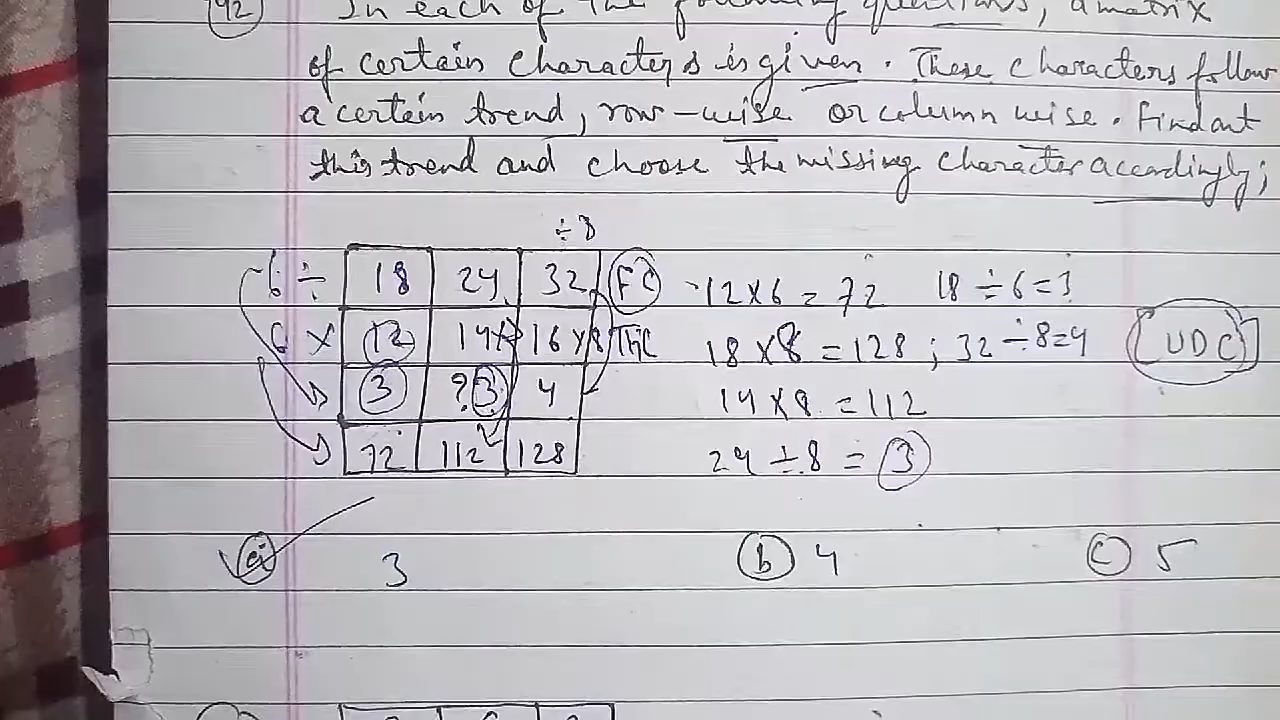 92 In each of the following questions, a matrix
of certain characters is given. These characters follow
a certain trend, row-wise or column wise. Find out
this trend and choose the missing character accordingly;
÷8
6 ÷ 18 24 32 FC 12×6 = 72 18 ÷ 6 = 3
6 × 12 14×8 16×8 18×8 = 128 ; 32 ÷ 8 = 4 UDC
3 ? 3 4 14×8 = 112
72 112 128 24 ÷ 8 = 3
a 3 b 4 c 5